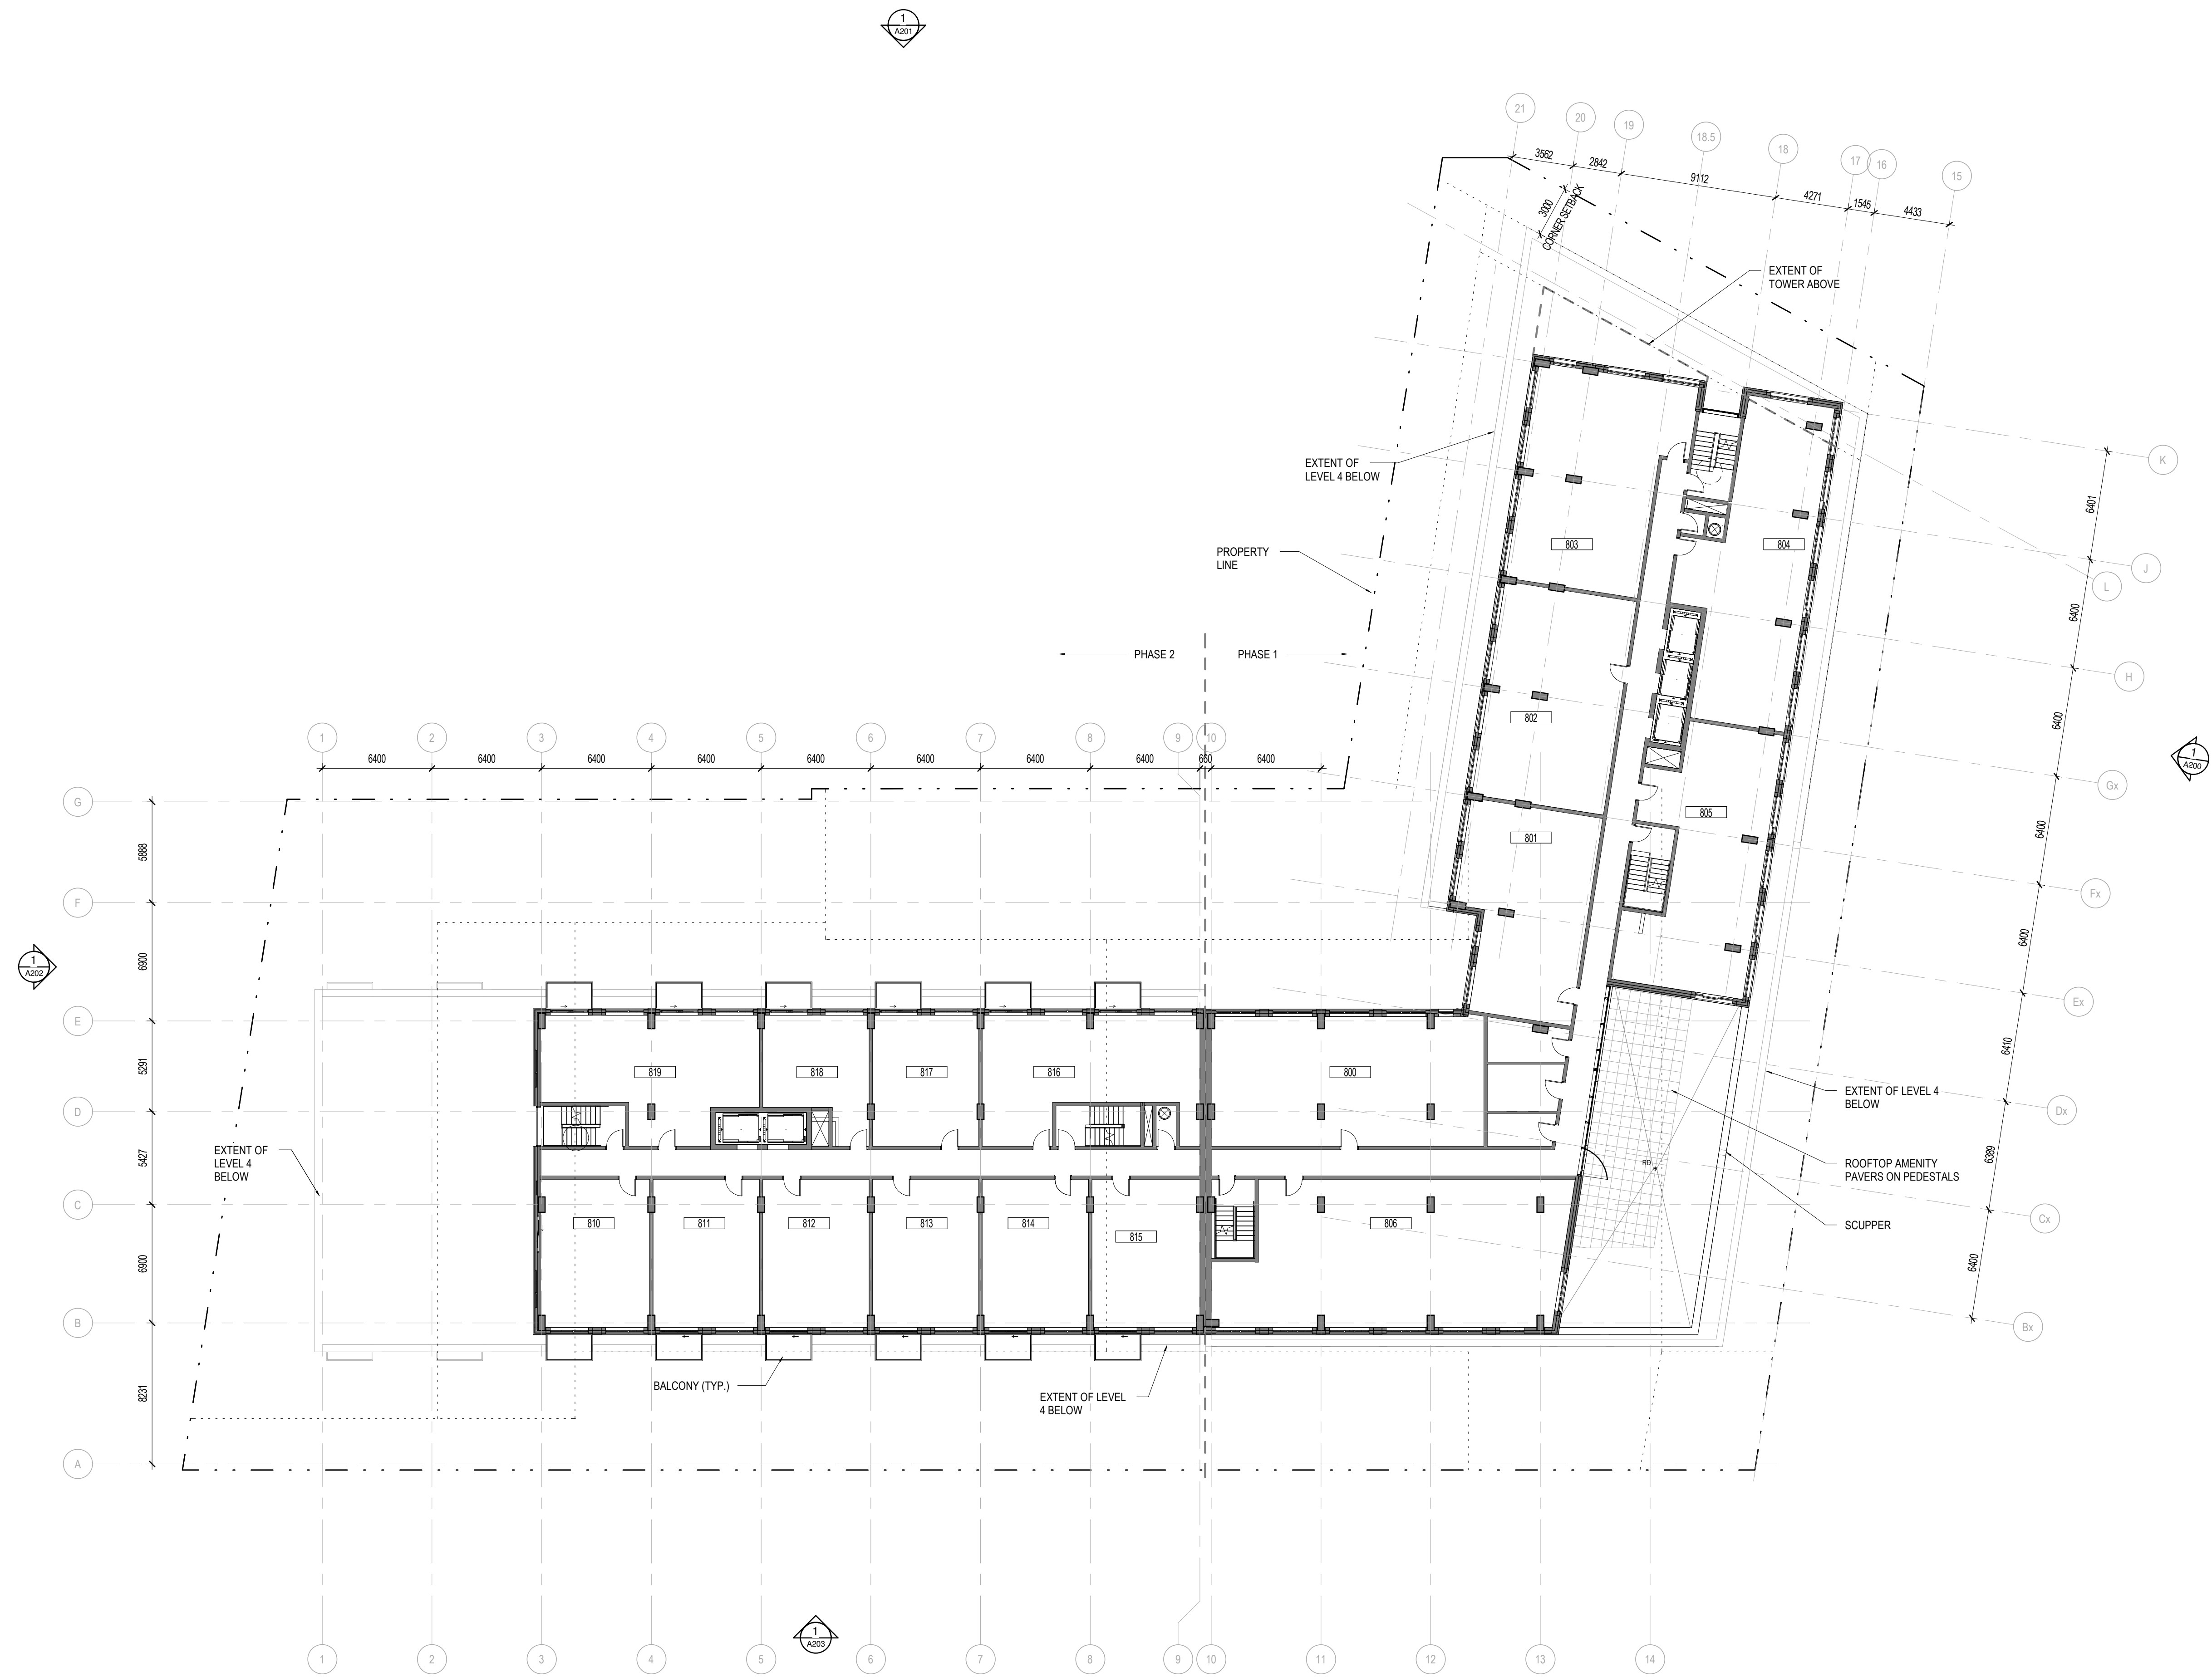 1
A201
21
20
19
18.5
18
17
16
15
3562
2842
9112
4271
1545
4433
3000
CORNER SETBACK
EXTENT OF
TOWER ABOVE
EXTENT OF
LEVEL 4 BELOW
K
6401
J
L
PROPERTY
LINE
803
804
6400
PHASE 2
PHASE 1
H
802
6400
1
2
3
4
5
6
7
8
9
10
6400
6400
6400
6400
6400
6400
6400
6400
660
6400
1
A200
Gx
G
805
801
6400
5888
F
Fx
6400
6900
1
A202
Ex
E
6410
5291
819
818
817
816
800
EXTENT OF LEVEL 4
BELOW
D
Dx
5427
EXTENT OF
LEVEL 4
BELOW
RD
ROOFTOP AMENITY
PAVERS ON PEDESTALS
6389
C
Cx
810
811
812
813
814
815
806
SCUPPER
6900
6400
B
Bx
8231
BALCONY (TYP.)
EXTENT OF LEVEL
4 BELOW
A
1
A203
1
2
3
4
5
6
7
8
9
10
11
12
13
14